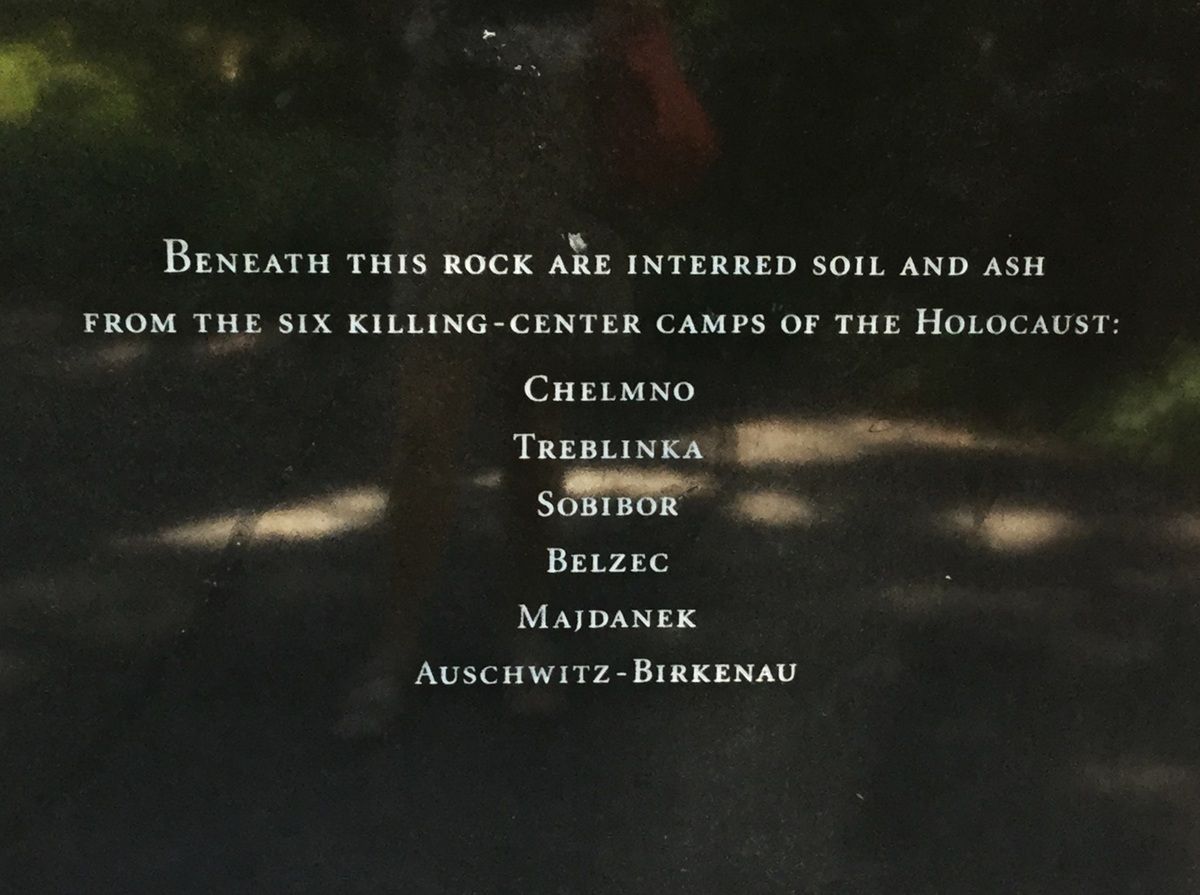 Beneath this rock are interred soil and ash
from the six killing-center camps of the Holocaust:
Chelmno
Treblinka
Sobibor
Belzec
Majdanek
Auschwitz-Birkenau